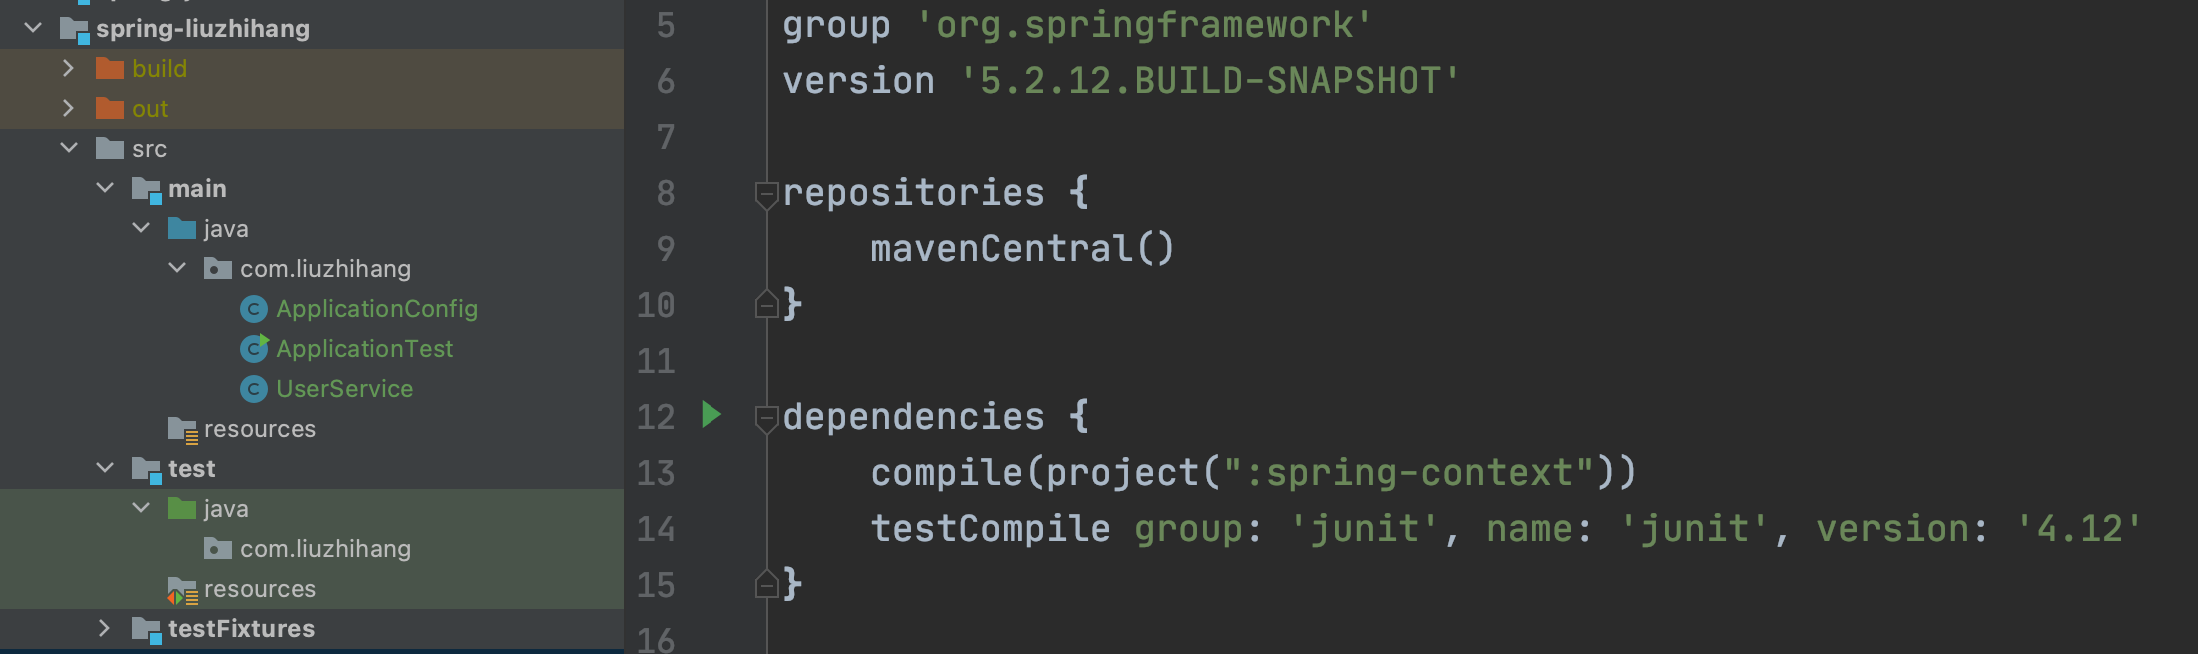 spring-liuzhihang
build
out
src
main
java
com.liuzhihang
ApplicationConfig
ApplicationTest
UserService
resources
test
java
com.liuzhihang
resources
testFixtures
5 group 'org.springframework'
6 version '5.2.12.BUILD-SNAPSHOT'
7
8 repositories {
9 mavenCentral()
10 }
11
12 dependencies {
13 compile(project(":spring-context"))
14 testCompile group: 'junit', name: 'junit', version: '4.12'
15 }
16